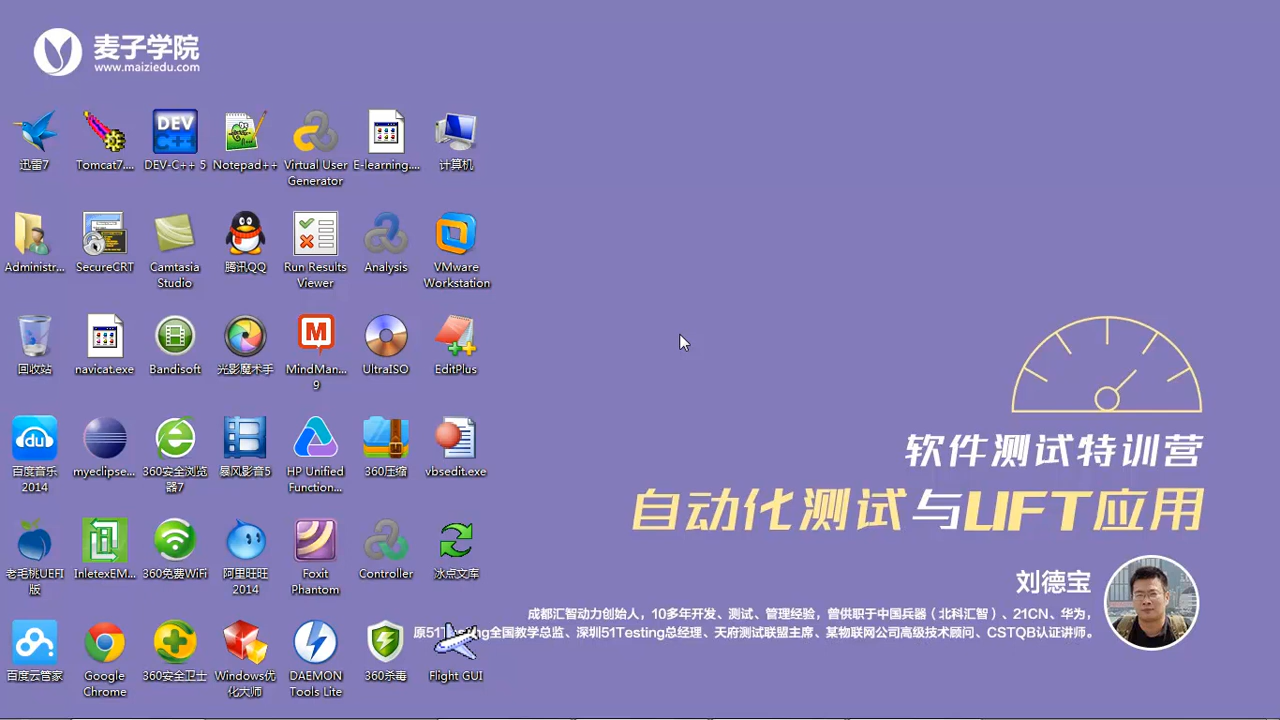 麦子学院
www.maiziedu.com
迅雷7
Tomcat7....
DEV-C++ 5
Notepad++
Virtual User
Generator
E-learning....
计算机
Administr...
SecureCRT
Camtasia
Studio
腾讯QQ
Run Results
Viewer
Analysis
VMware
Workstation
回收站
navicat.exe
Bandisoft
光影魔术手
MindMan...
9
UltraISO
EditPlus
百度音乐
2014
myeclipse...
360安全浏览
器7
暴风影音5
HP Unified
Function...
360压缩
vbsedit.exe
老毛桃UEFI
版
InletexEM...
360免费WiFi
阿里旺旺
2014
Foxit
Phantom
Controller
冰点文库
百度云管家
Google
Chrome
360安全卫士
Windows优
化大师
DAEMON
Tools Lite
360杀毒
Flight GUI
软件测试特训营
自动化测试与UFT应用
刘德宝
成都汇智动力创始人，10多年开发、测试、管理经验，曾供职于中国兵器（北科汇智）、21CN、华为，
原51Testing全国教学总监、深圳51Testing总经理、天府测试联盟主席、某物联网公司高级技术顾问、CSTQB认证讲师。